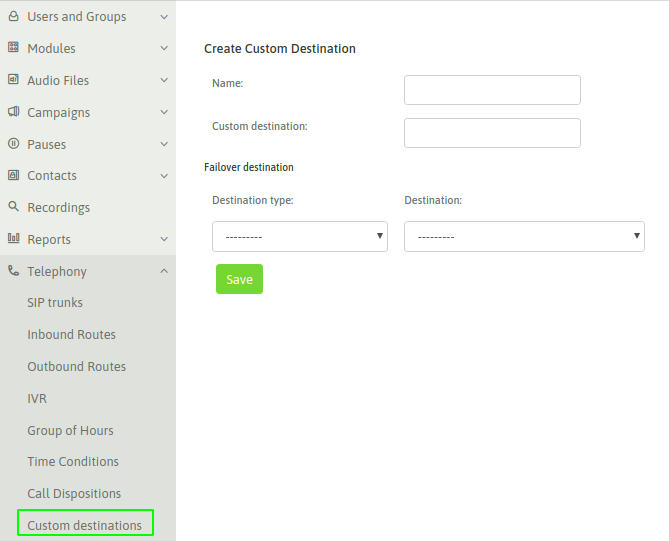 Users and Groups
Modules
Audio Files
Campaigns
Pauses
Contacts
Recordings
Reports
Telephony
SIP trunks
Inbound Routes
Outbound Routes
IVR
Group of Hours
Time Conditions
Call Dispositions
Custom destinations
Create Custom Destination
Name:
Custom destination:
Failover destination
Destination type: Destination:
--------- ---------
Save